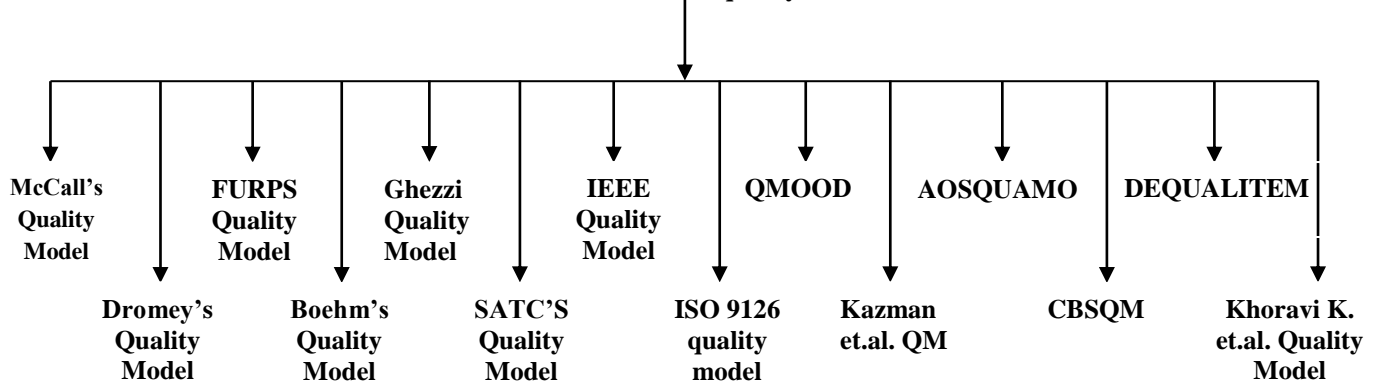 McCall's
Quality
Model
FURPS
Quality
Model
Ghezzi
Quality
Model
IEEE
Quality
Model
QMOOD
AOSQUAMO
DEQUALITEM
Dromey's
Quality
Model
Boehm's
Quality
Model
SATC'S
Quality
Model
ISO 9126
quality
model
Kazman
et.al. QM
CBSQM
Khoravi K.
et.al. Quality
Model